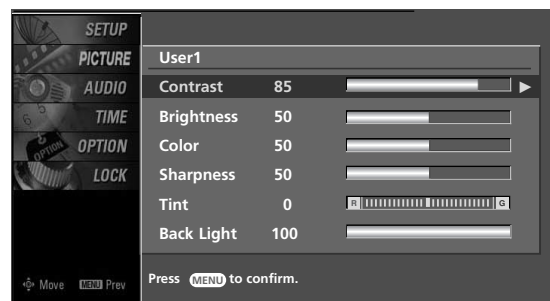 SETUP
PICTURE
AUDIO
TIME
OPTION
LOCK
Move MENU Prev
User1
Contrast 85
Brightness 50
Color 50
Sharpness 50
Tint 0 R G
Back Light 100
Press MENU to confirm.